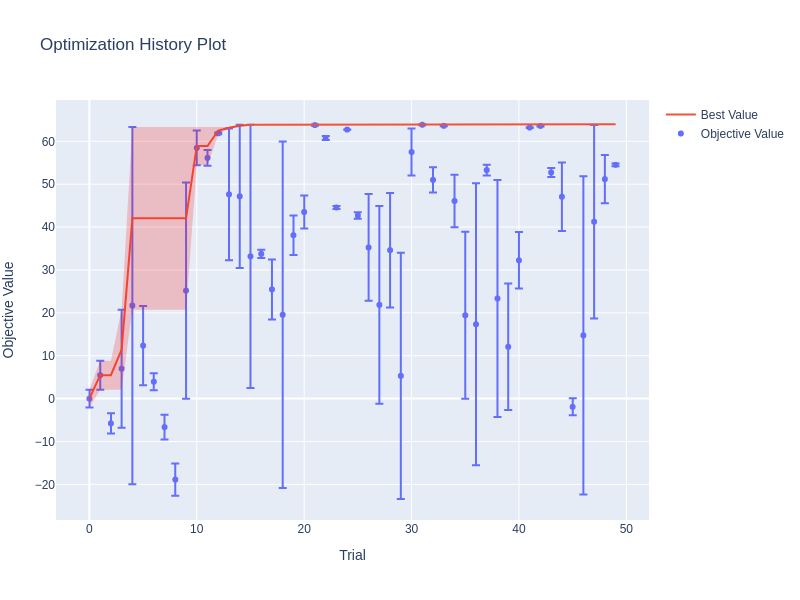 Optimization History Plot
Best Value
Objective Value
60
50
40
30
20
10
0
−10
−20
0 10 20 30 40 50
Trial
Objective Value